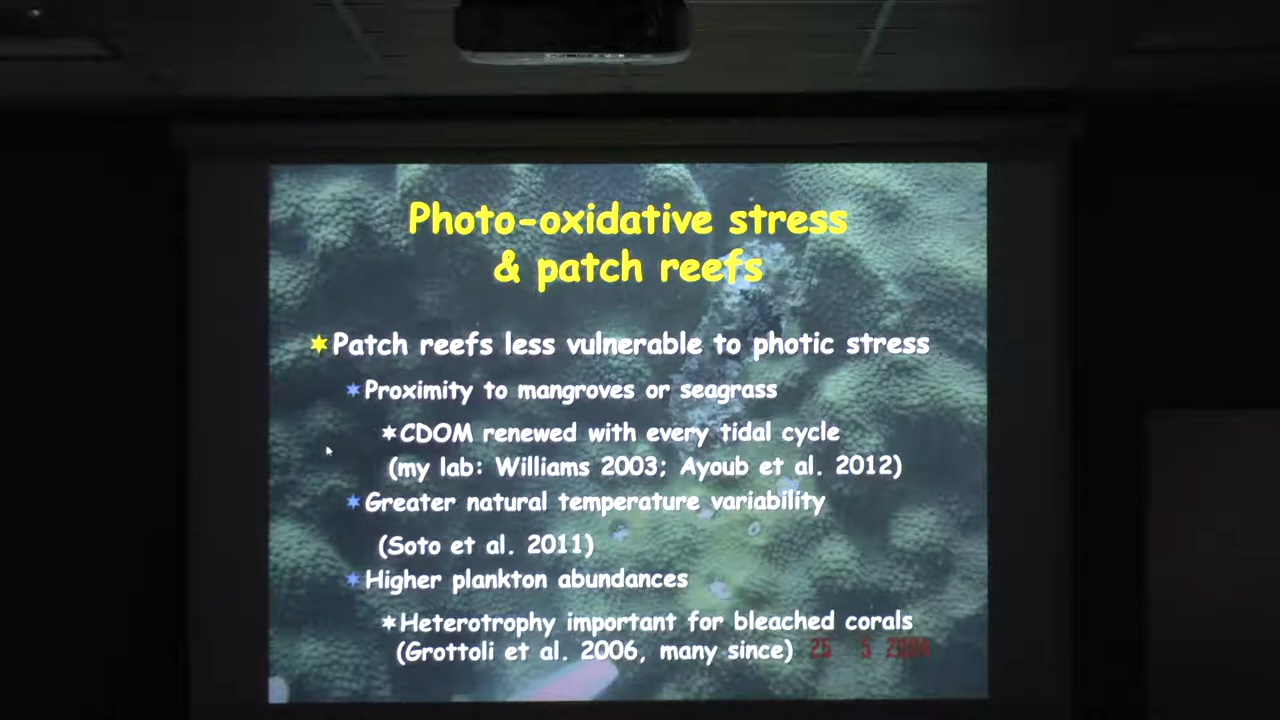 Photo-oxidative stress
& patch reefs
Patch reefs less vulnerable to photic stress
Proximity to mangroves or seagrass
CDOM renewed with every tidal cycle
(my lab: Williams 2003; Ayoub et al. 2012)
Greater natural temperature variability
(Soto et al. 2011)
Higher plankton abundances
Heterotrophy important for bleached corals
(Grottoli et al. 2006, many since)
25 5